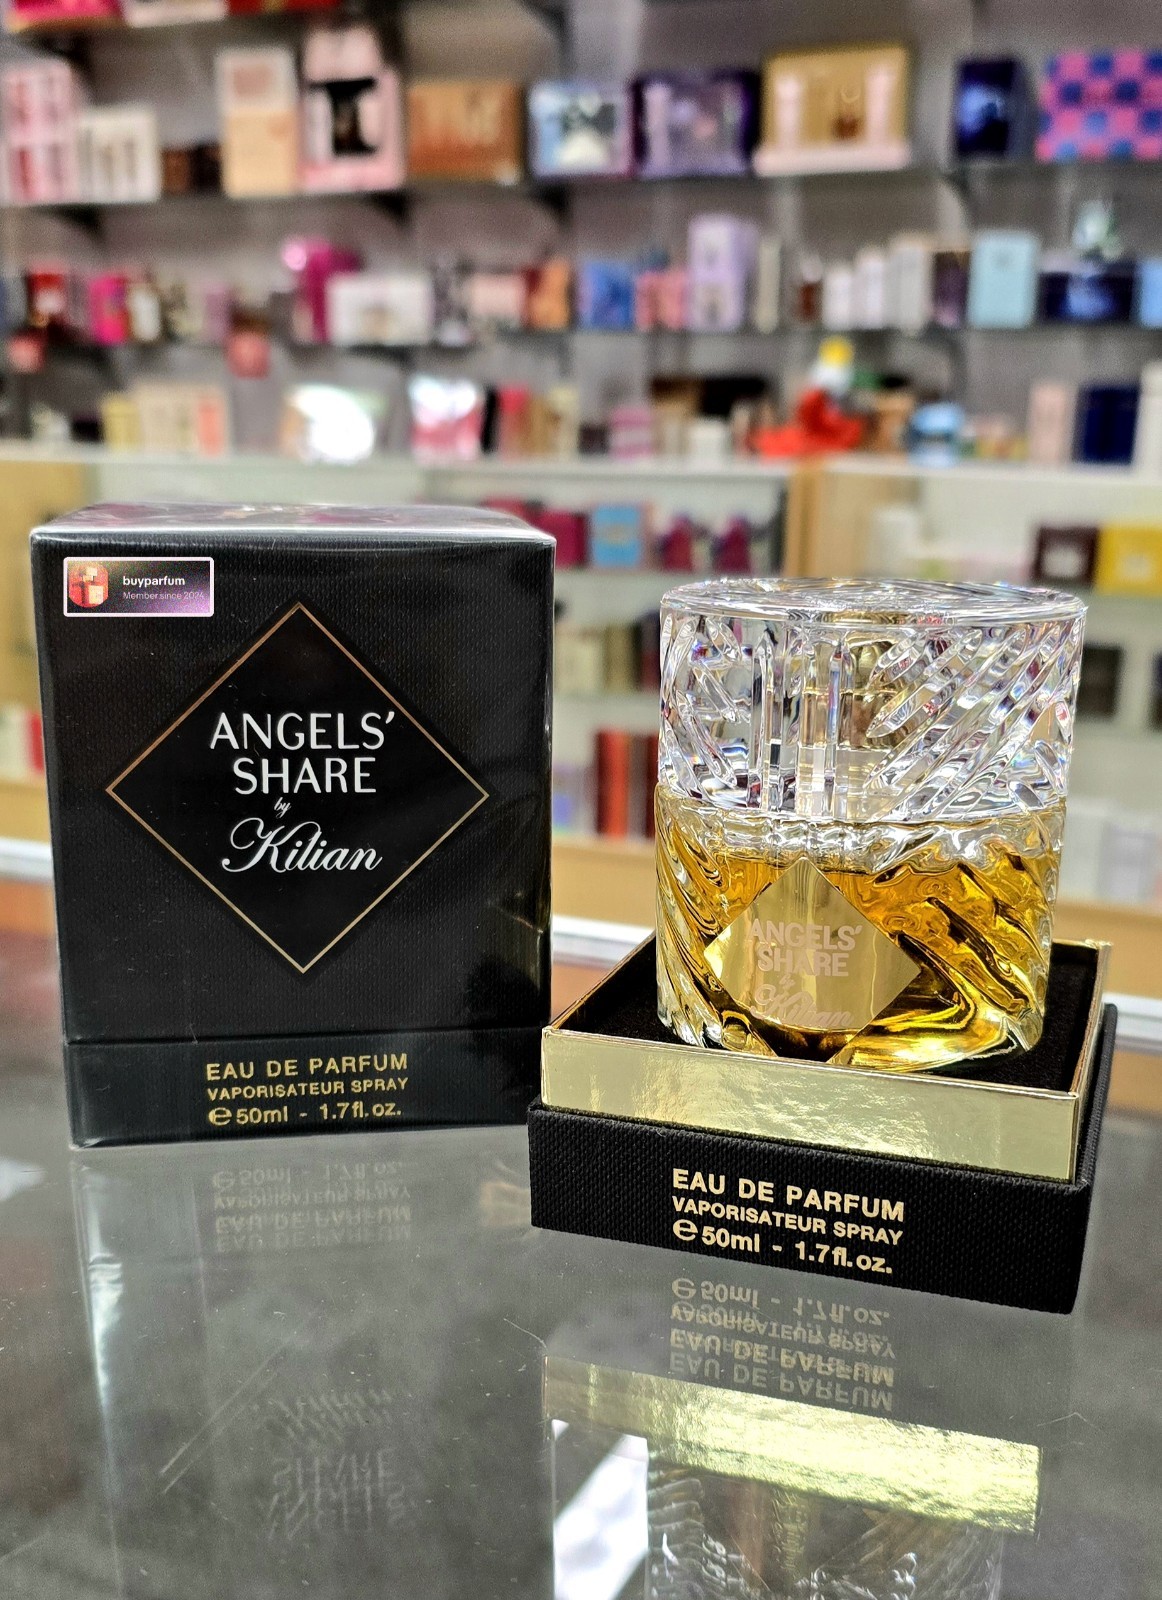 buyparfum
Member since 2024
ANGELS'
SHARE
by
Kilian
EAU DE PARFUM
VAPORISATEUR SPRAY
℮50ml - 1.7fl.oz.
ANGELS'
SHARE
by
Kilian
EAU DE PARFUM
VAPORISATEUR SPRAY
℮50ml - 1.7fl.oz.